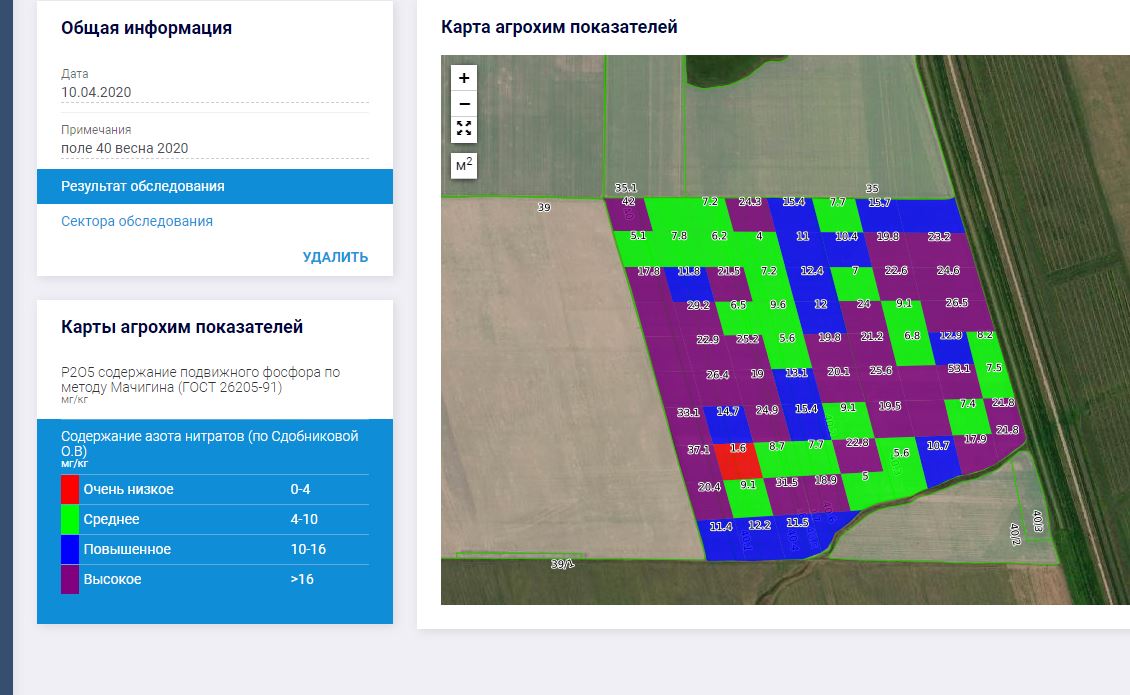 Общая информация
Дата
10.04.2020
Примечания
поле 40 весна 2020
Результат обследования
Сектора обследования
УДАЛИТЬ
Карты агрохим показателей
P2O5 содержание подвижного фосфора по
методу Мачигина (ГОСТ 26205-91)
мг/кг
Содержание азота нитратов (по Сдобниковой
О.В)
мг/кг
Очень низкое 0-4
Среднее 4-10
Повышенное 10-16
Высокое >16
Карта агрохим показателей
+
−
м2
35.1 35
39 42 7.2 24.3 15.4 7.7 15.7
5.1 7.8 6.2 4 11 10.4 19.8 23.2
17.8 11.8 21.5 7.2 12.4 7 22.6 24.6
29.2 6.5 9.6 12 24 9.1 26.5
22.9 25.2 5.6 19.8 21.2 6.8 12.9 8.2
26.4 19 13.1 20.1 25.6 53.1 7.5
33.1 14.7 24.9 15.4 9.1 19.5 7.4 21.8
21.8
37.1 1.6 8.7 7.7 22.8 5.6 10.7 17.9
20.4 9.1 31.5 18.9 5
11.4 12.2 11.5
40/2 40/3
39/1